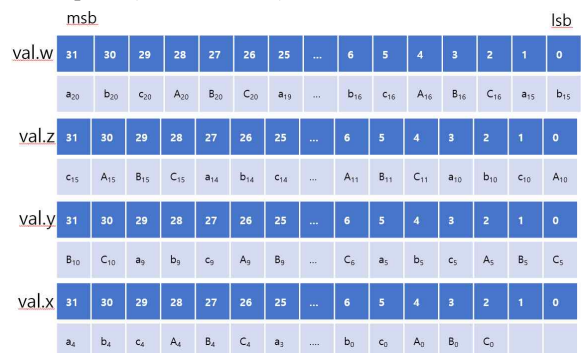 msb lsb
val.w 31 30 29 28 27 26 25 ... 6 5 4 3 2 1 0
a₂₀ b₂₀ c₂₀ A₂₀ B₂₀ C₂₀ a₁₉ ... b₁₆ c₁₆ A₁₆ B₁₆ C₁₆ a₁₅ b₁₅
val.z 31 30 29 28 27 26 25 ... 6 5 4 3 2 1 0
c₁₅ A₁₅ B₁₅ C₁₅ a₁₄ b₁₄ c₁₄ ... A₁₁ B₁₁ C₁₁ a₁₀ b₁₀ c₁₀ A₁₀
val.y 31 30 29 28 27 26 25 ... 6 5 4 3 2 1 0
B₁₀ C₁₀ a₉ b₉ c₉ A₉ B₉ ... C₆ a₅ b₅ c₅ A₅ B₅ C₅
val.x 31 30 29 28 27 26 25 ... 6 5 4 3 2 1 0
a₄ b₄ c₄ A₄ B₄ C₄ a₃ .... b₀ c₀ A₀ B₀ C₀